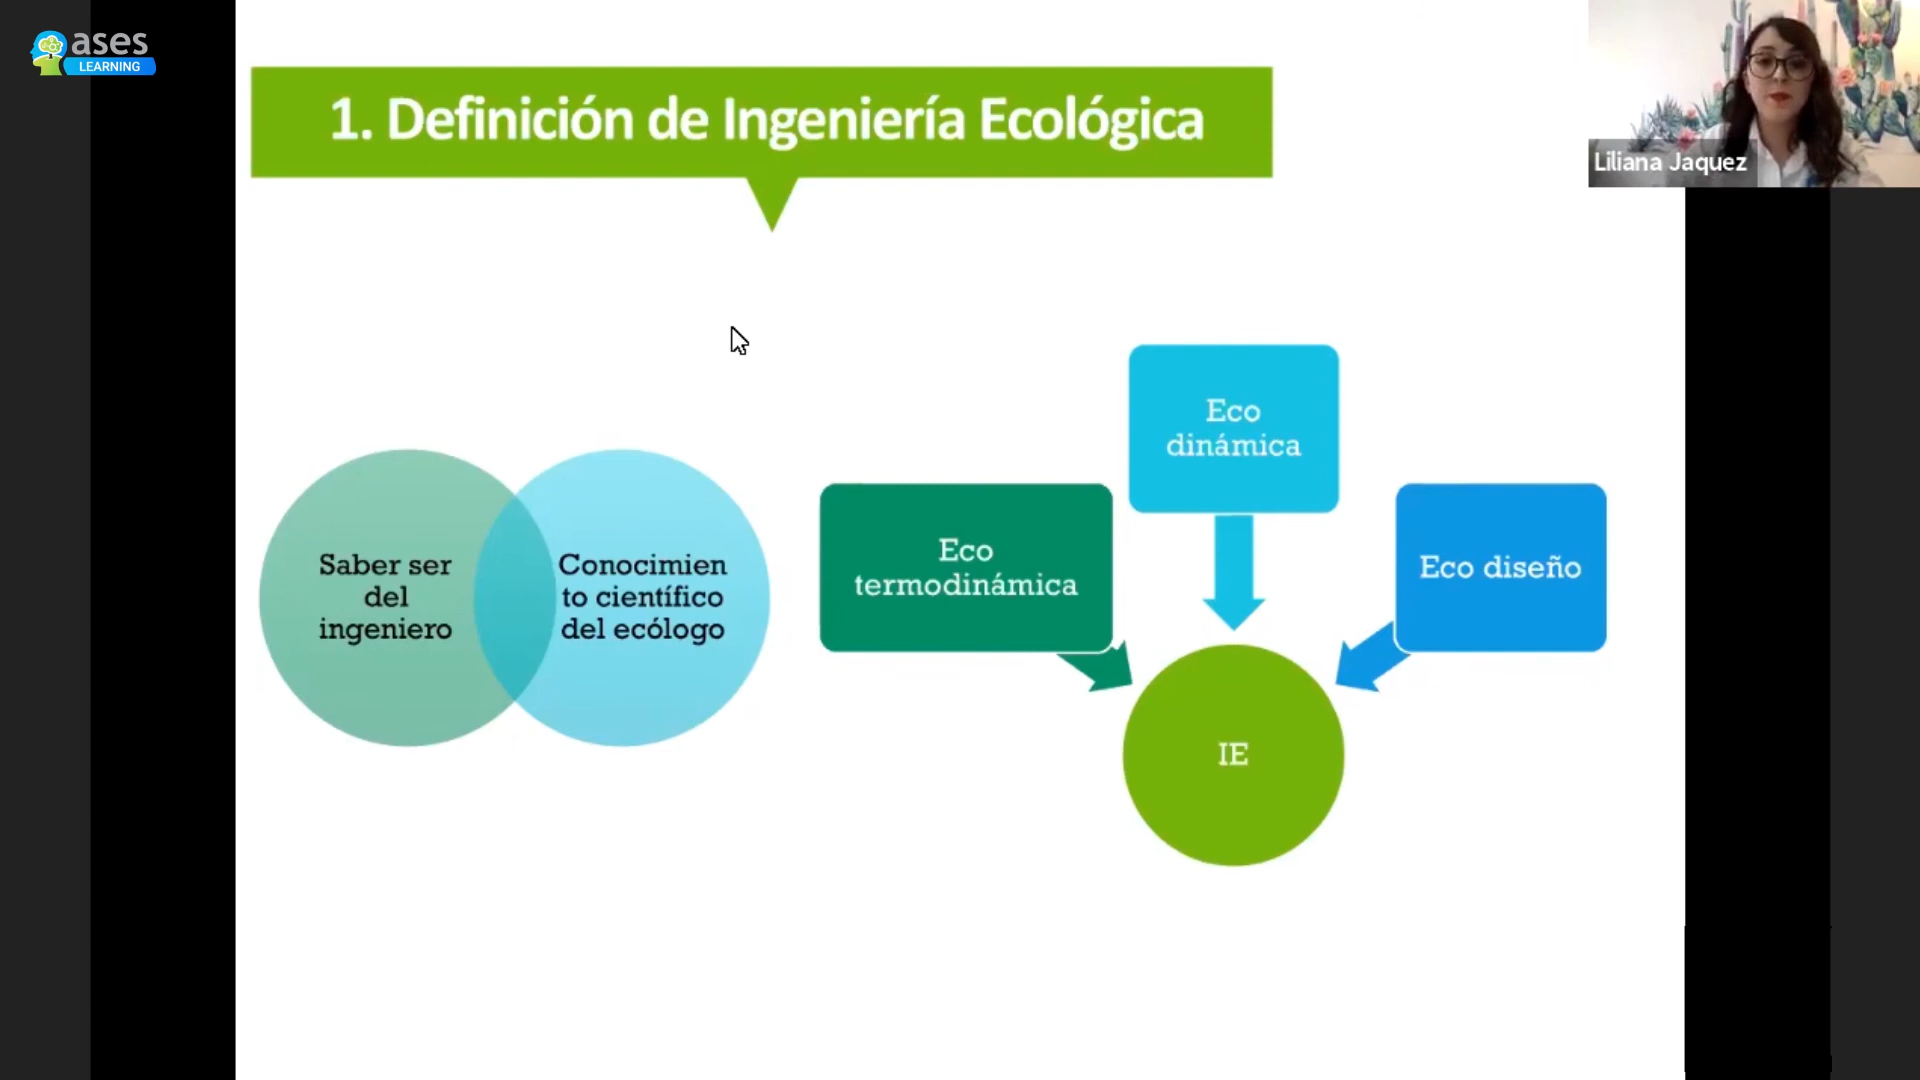 ases
LEARNING
1. Definición de Ingeniería Ecológica
Liliana Jaquez
Saber ser
del
ingeniero
Conocimien
to científico
del ecólogo
Eco
termodinámica
Eco
dinámica
Eco diseño
IE